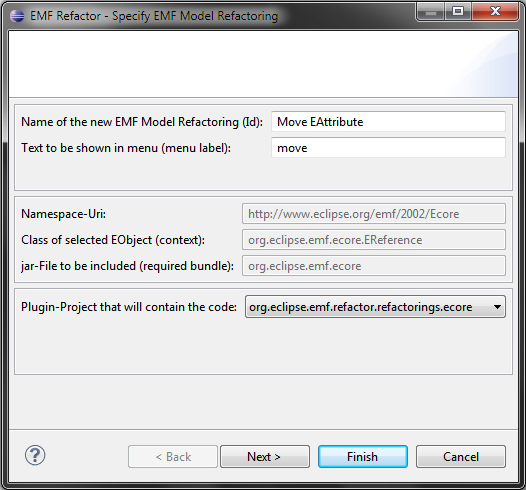 EMF Refactor - Specify EMF Model Refactoring
Name of the new EMF Model Refactoring (Id): Move EAttribute
Text to be shown in menu (menu label): move
Namespace-Uri: http://www.eclipse.org/emf/2002/Ecore
Class of selected EObject (context): org.eclipse.emf.ecore.EReference
jar-File to be included (required bundle): org.eclipse.emf.ecore
Plugin-Project that will contain the code: org.eclipse.emf.refactor.refactorings.ecore
? < Back Next > Finish Cancel